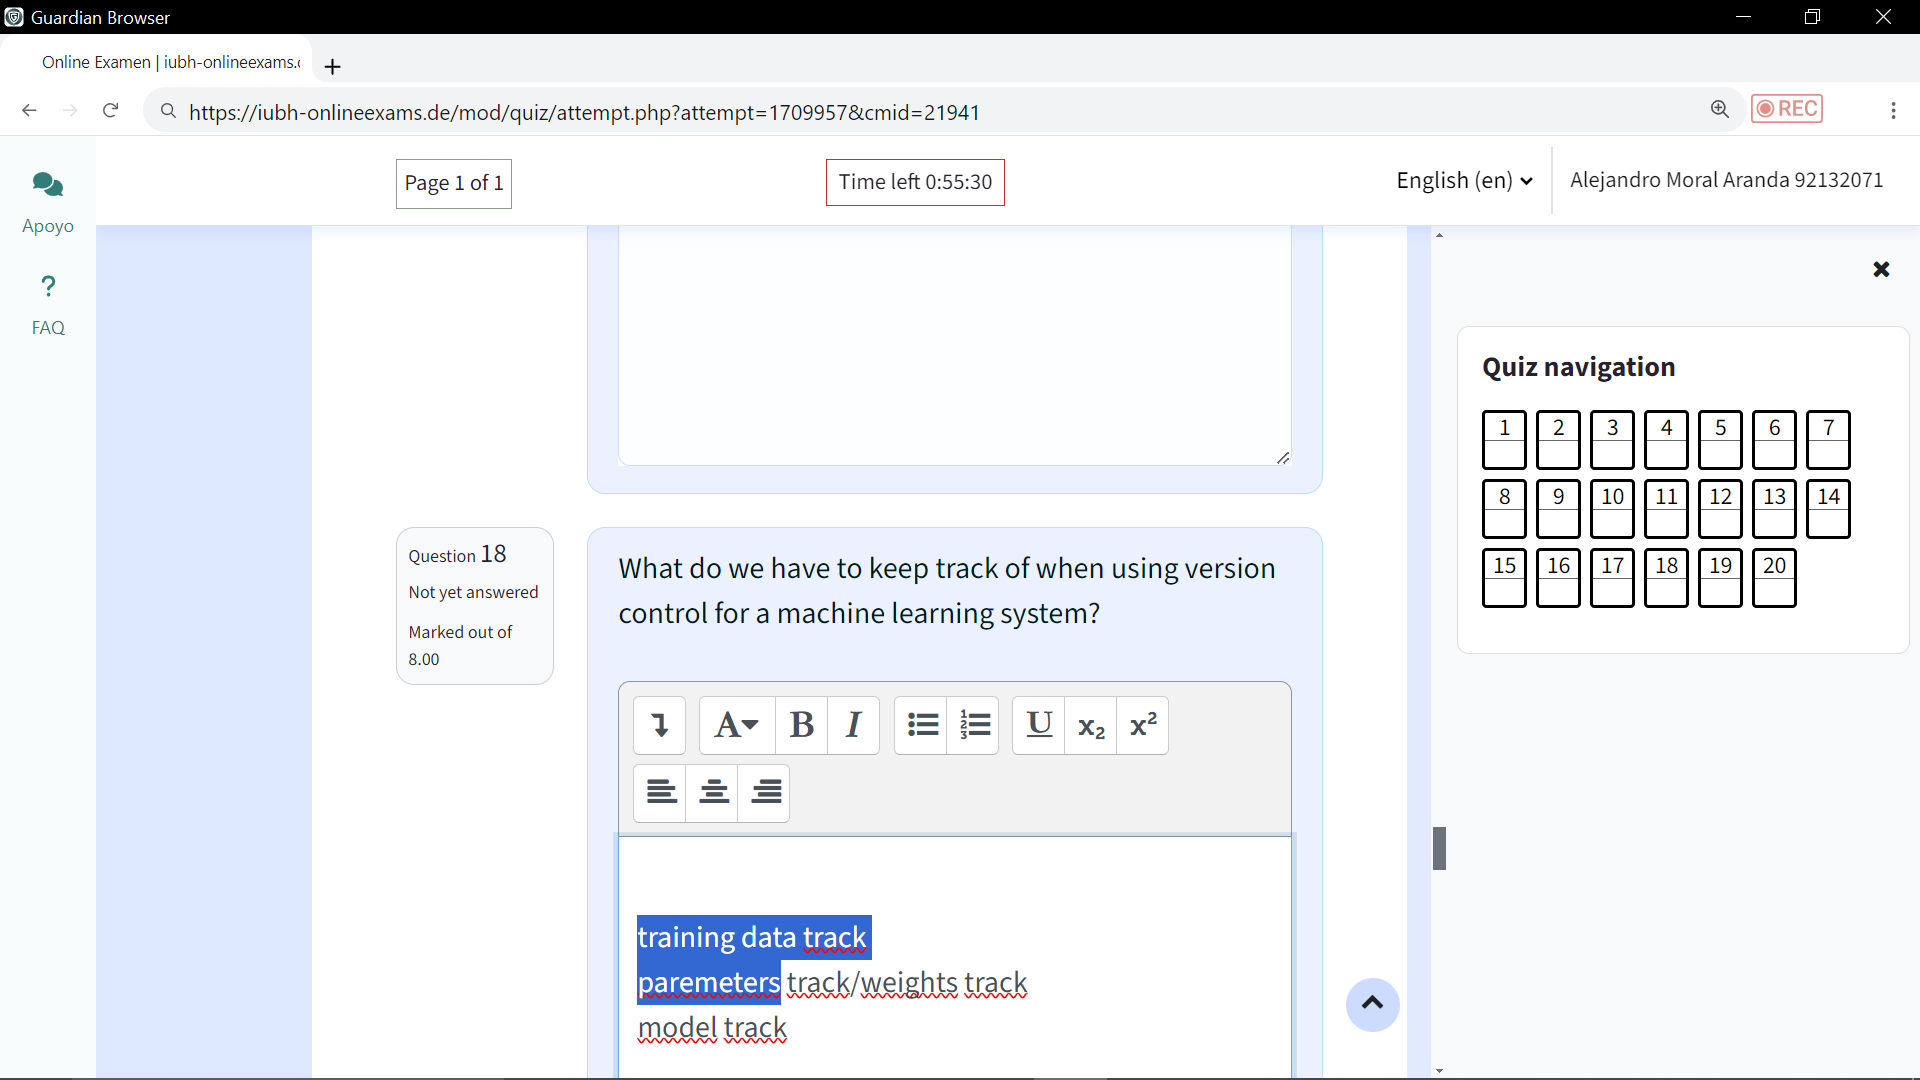 Guardian Browser
Online Examen | iubh-onlineexams.
https://iubh-onlineexams.de/mod/quiz/attempt.php?attempt=1709957&cmid=21941
REC
Page 1 of 1
Time left 0:55:30
English (en)
Alejandro Moral Aranda 92132071
Apoyo
?
FAQ
Question 18
Not yet answered
Marked out of
8.00
What do we have to keep track of when using version
control for a machine learning system?
A B I U x₂ x²
training data track
paremeters track/weights track
model track
Quiz navigation
1 2 3 4 5 6 7
8 9 10 11 12 13 14
15 16 17 18 19 20